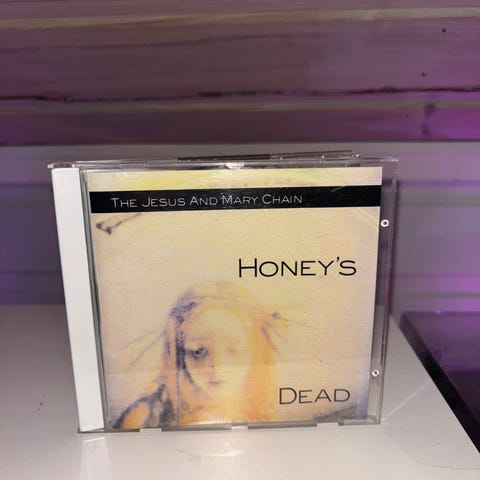 THE JESUS AND MARY CHAIN
HONEY'S
DEAD